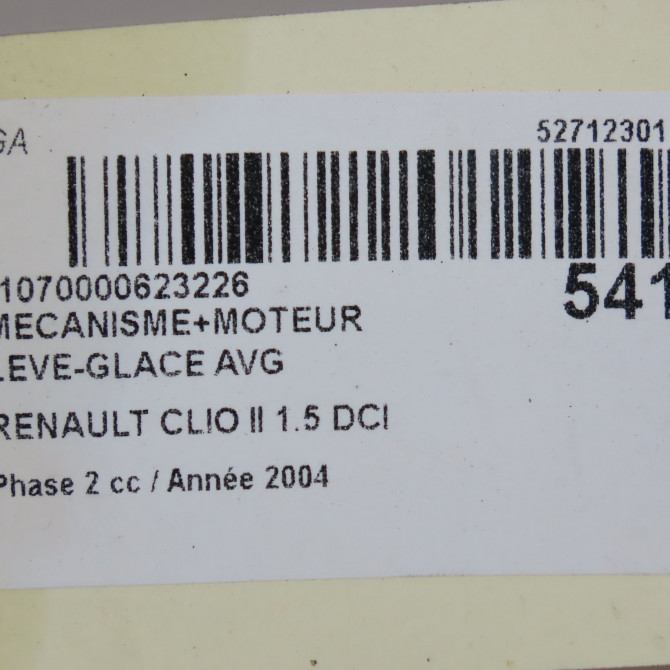 GA
52712301
1070000623226
541
MECANISME+MOTEUR
LEVE-GLACE AVG
RENAULT CLIO II 1.5 DCI
Phase 2 cc / Année 2004